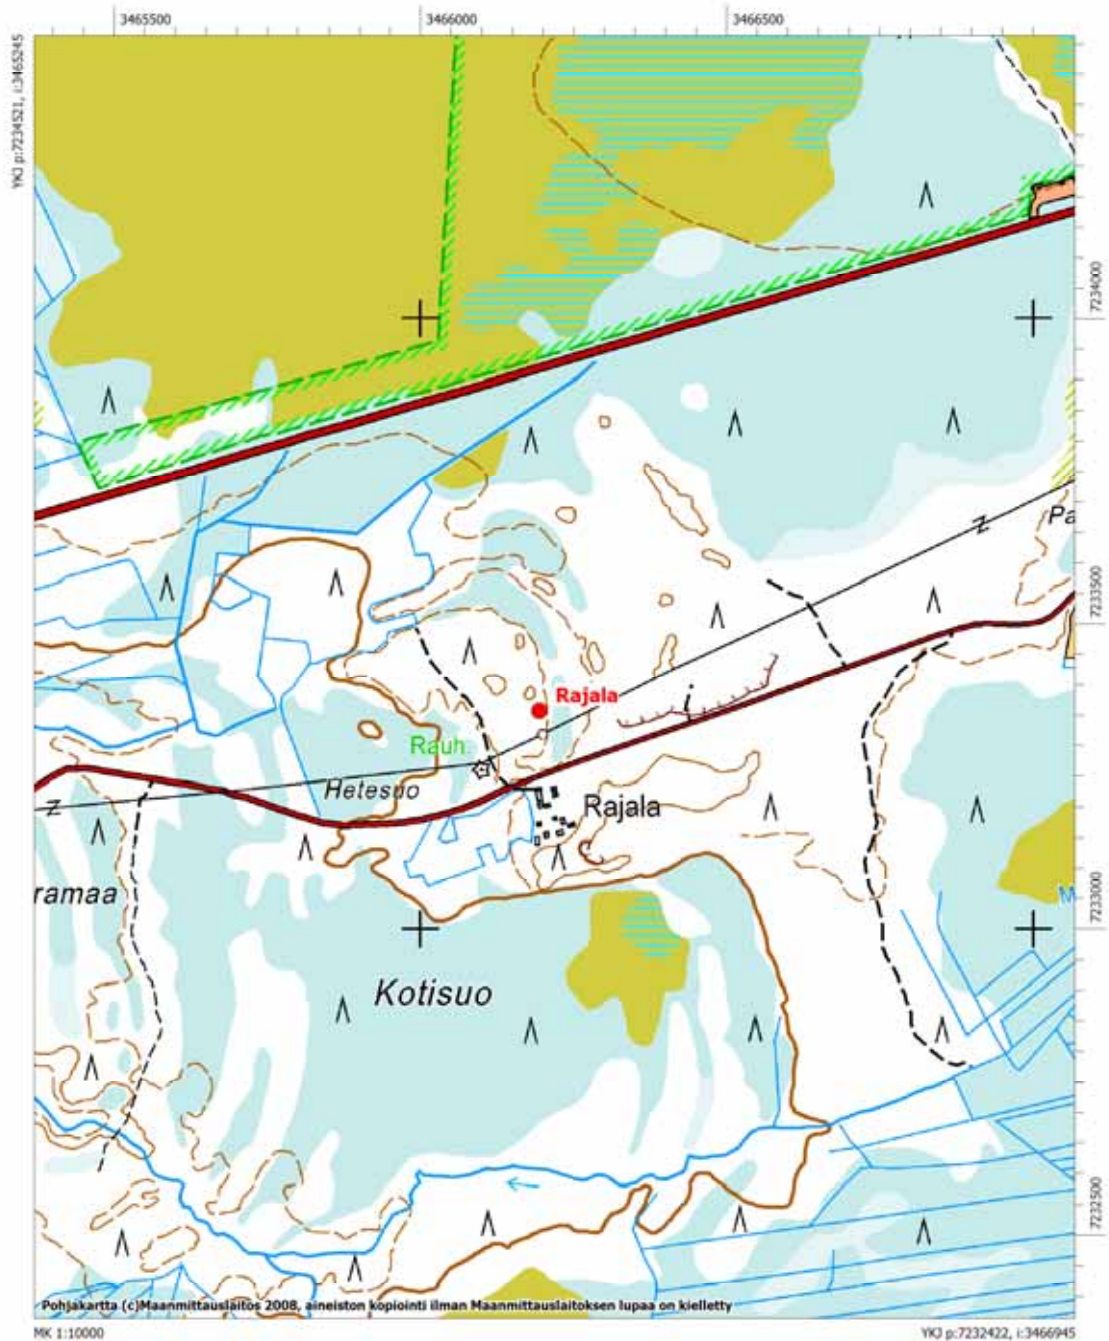 3465500
3466000
3466500
YKJ p:7234521, i:3465245
7234000
Pa
7233500
Rajala
Rauh.
Hetesuo
Rajala
ramaa
7233000
M
Kotisuo
7232500
Pohjakartta (c)Maanmittauslaitos 2008, aineiston kopiointi ilman Maanmittauslaitoksen lupaa on kielletty
MK 1:10000
YKJ p:7232422, i:3466945